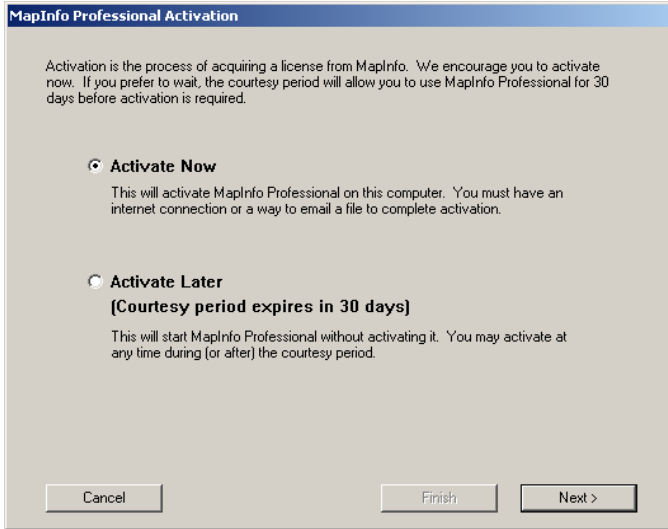 MapInfo Professional Activation
Activation is the process of acquiring a license from MapInfo. We encourage you to activate
now. If you prefer to wait, the courtesy period will allow you to use MapInfo Professional for 30
days before activation is required.
Activate Now
This will activate MapInfo Professional on this computer. You must have an
internet connection or a way to email a file to complete activation.
Activate Later
(Courtesy period expires in 30 days)
This will start MapInfo Professional without activating it. You may activate at
any time during (or after) the courtesy period.
Cancel Finish Next >